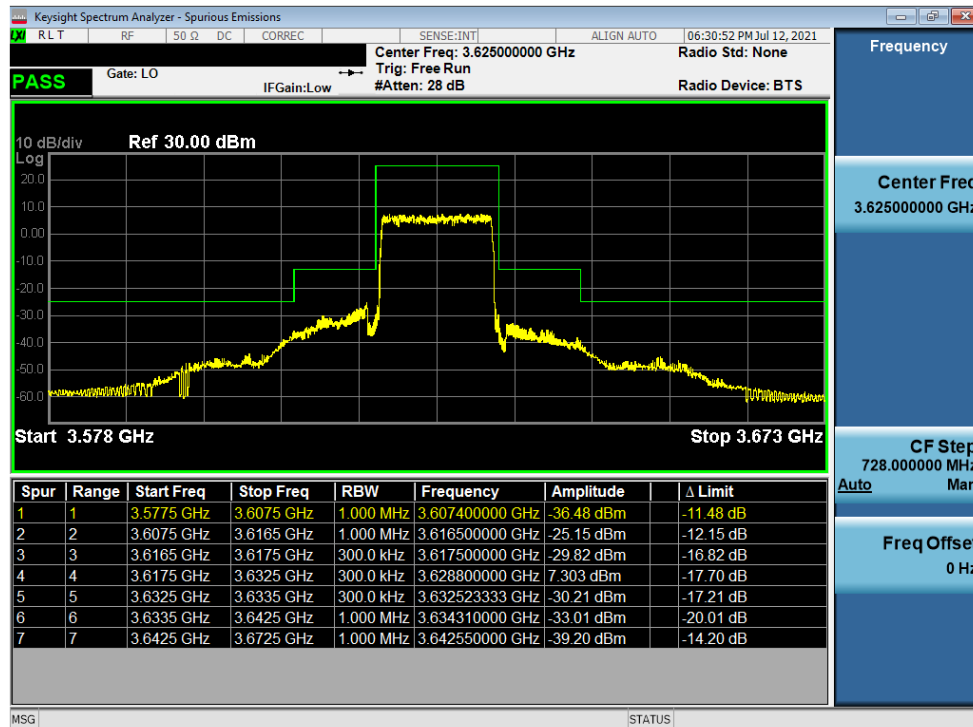 Keysight Spectrum Analyzer - Spurious Emissions
LXI RLT RF 50 Ω DC CORREC SENSE:INT ALIGN AUTO 06:30:52 PM Jul 12, 2021
Center Freq: 3.625000000 GHz Radio Std: None
Trig: Free Run
PASS Gate: LO IFGain:Low #Atten: 28 dB Radio Device: BTS
10 dB/div Ref 30.00 dBm
Log
20.0
10.0
0.00
-10.0
-20.0
-30.0
-40.0
-50.0
-60.0
Start 3.578 GHz Stop 3.673 GHz
Spur Range Start Freq Stop Freq RBW Frequency Amplitude Δ Limit
1 1 3.5775 GHz 3.6075 GHz 1.000 MHz 3.607400000 GHz -36.48 dBm -11.48 dB
2 2 3.6075 GHz 3.6165 GHz 1.000 MHz 3.616500000 GHz -25.15 dBm -12.15 dB
3 3 3.6165 GHz 3.6175 GHz 300.0 kHz 3.617500000 GHz -29.82 dBm -16.82 dB
4 4 3.6175 GHz 3.6325 GHz 300.0 kHz 3.628800000 GHz 7.303 dBm -17.70 dB
5 5 3.6325 GHz 3.6335 GHz 300.0 kHz 3.632523333 GHz -30.21 dBm -17.21 dB
6 6 3.6335 GHz 3.6425 GHz 1.000 MHz 3.634310000 GHz -33.01 dBm -20.01 dB
7 7 3.6425 GHz 3.6725 GHz 1.000 MHz 3.642550000 GHz -39.20 dBm -14.20 dB
MSG STATUS
Frequency
Center Freq
3.625000000 GHz
CF Step
728.000000 MHz
Auto Man
Freq Offset
0 Hz